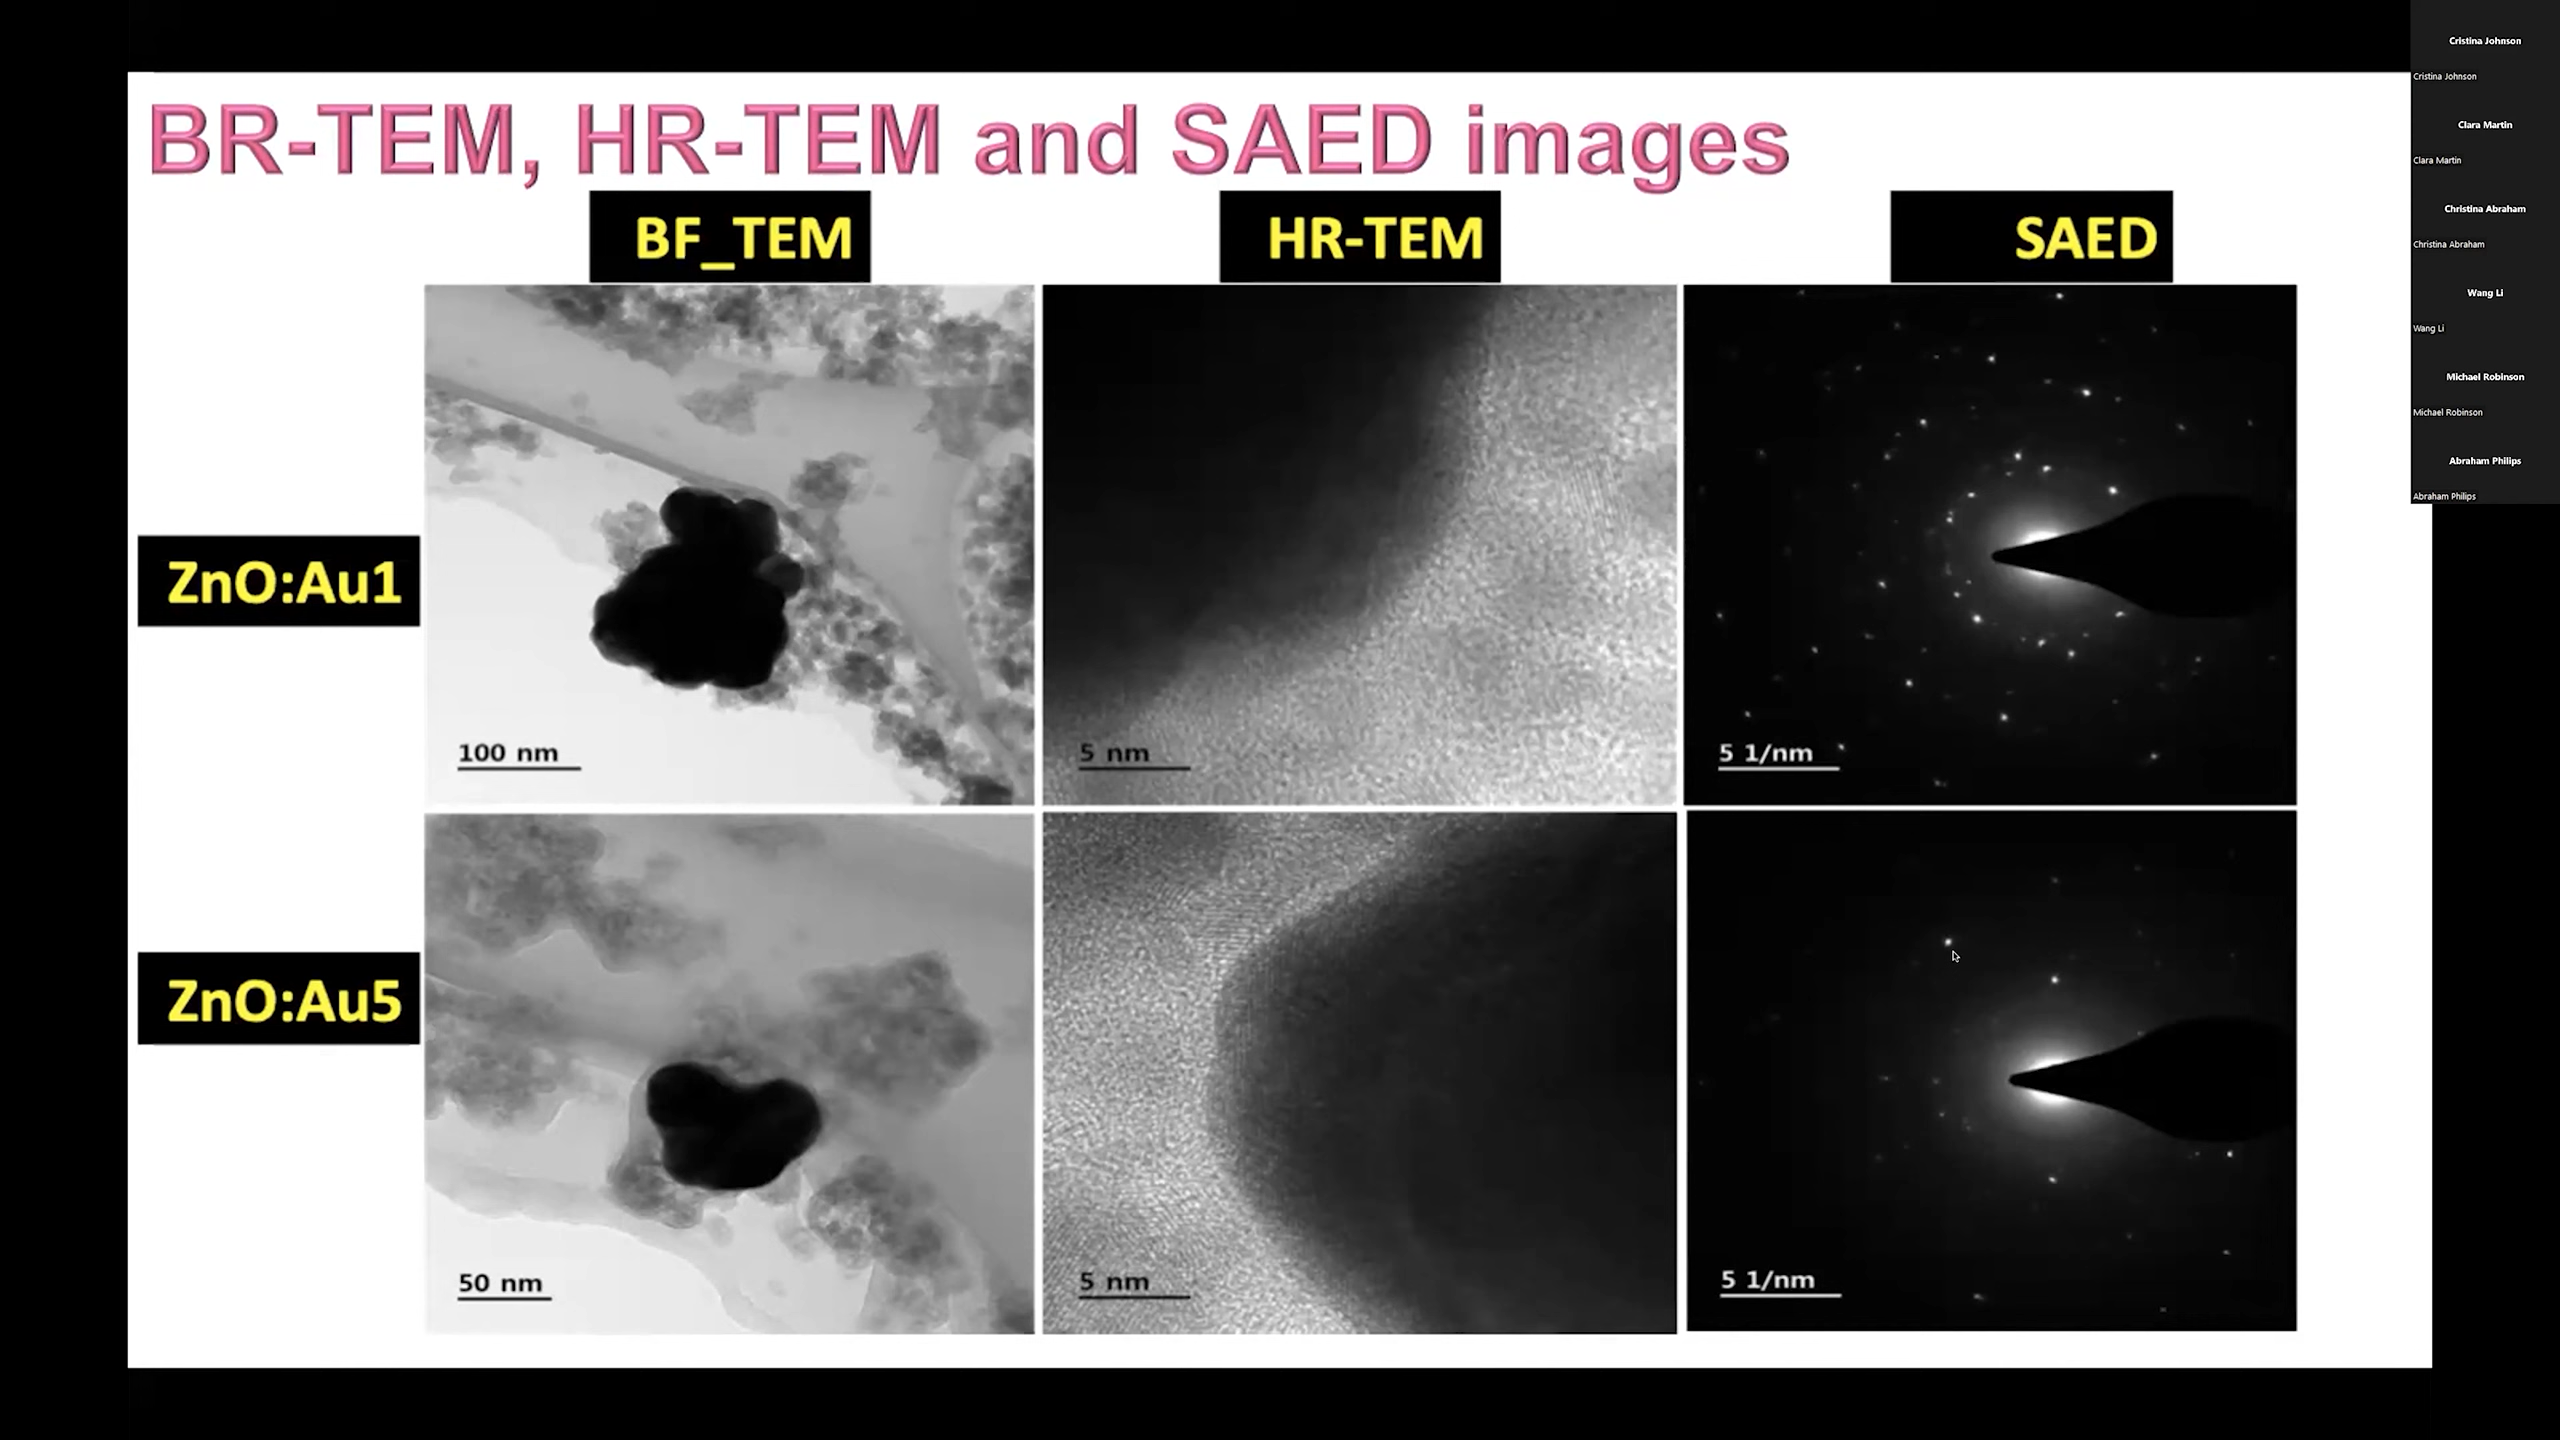 BR-TEM, HR-TEM and SAED images
BF_TEM
HR-TEM
SAED
ZnO:Au1
100 nm
5 nm
5 1/nm
ZnO:Au5
50 nm
5 nm
5 1/nm
Cristina Johnson
Cristina Johnson
Clara Martin
Clara Martin
Christina Abraham
Christina Abraham
Wang Li
Wang Li
Michael Robinson
Michael Robinson
Abraham Philips
Abraham Philips